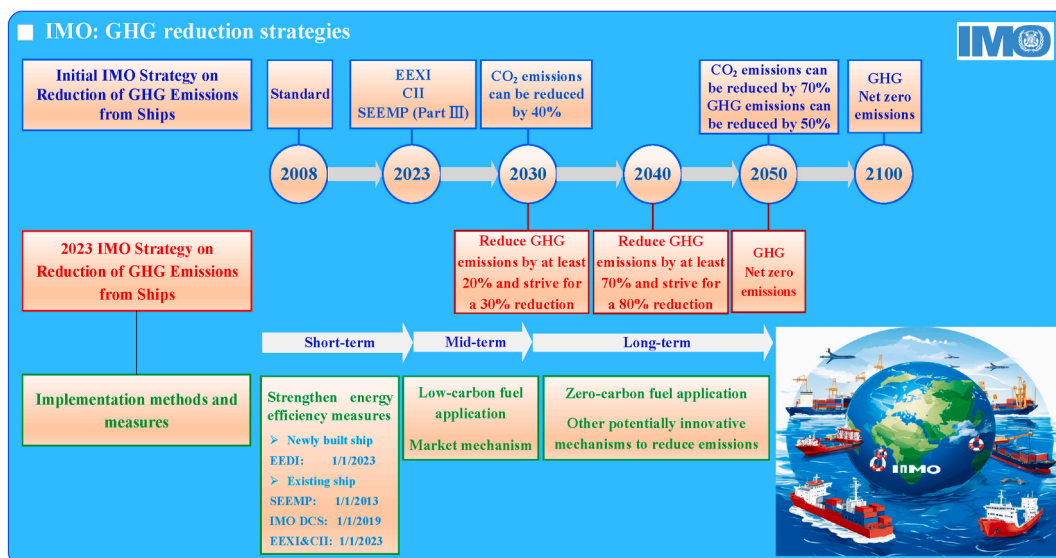 IMO: GHG reduction strategies
IMO
Initial IMO Strategy on
Reduction of GHG Emissions
from Ships
Standard
EEXI
CII
SEEMP (Part Ⅲ)
CO₂ emissions
can be reduced
by 40%
CO₂ emissions can
be reduced by 70%
GHG emissions can
be reduced by 50%
GHG
Net zero
emissions
2008
2023
2030
2040
2050
2100
2023 IMO Strategy on
Reduction of GHG Emissions
from Ships
Reduce GHG
emissions by at least
20% and strive for
a 30% reduction
Reduce GHG
emissions by at least
70% and strive for
a 80% reduction
GHG
Net zero
emissions
Short-term
Mid-term
Long-term
Implementation methods and
measures
Strengthen energy
efficiency measures
➢ Newly built ship
EEDI: 1/1/2023
➢ Existing ship
SEEMP: 1/1/2013
IMO DCS: 1/1/2019
EEXI&CII: 1/1/2023
Low-carbon fuel
application
Market mechanism
Zero-carbon fuel application
Other potentially innovative
mechanisms to reduce emissions